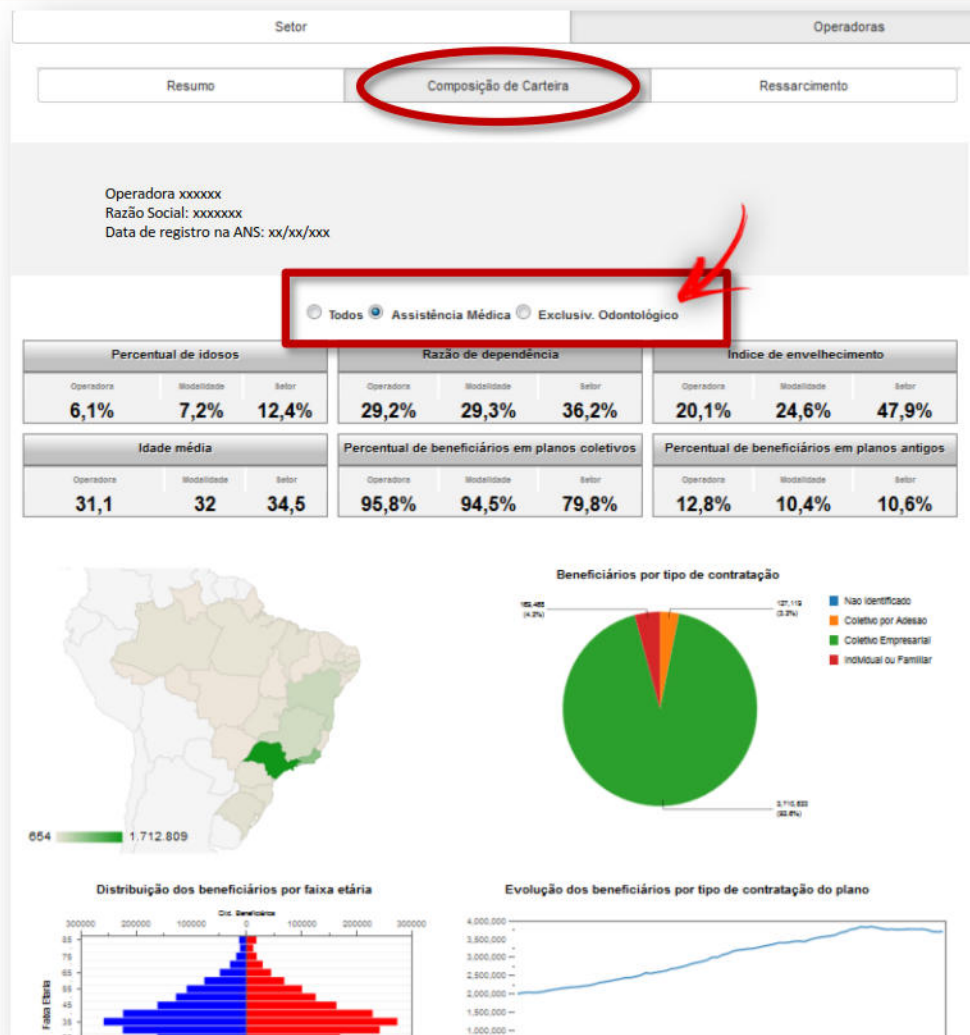 Setor Operadoras
Resumo Composição de Carteira Ressarcimento
Operadora xxxxxx
Razão Social: xxxxxxx
Data de registro na ANS: xx/xx/xxx
Todos Assistência Médica Exclusiv. Odontológico
Percentual de idosos Razão de dependência Indice de envelhecimento
Operadora Modalidade Setor Operadora Modalidade Setor Operadora Modalidade Setor
6,1% 7,2% 12,4% 29,2% 29,3% 36,2% 20,1% 24,6% 47,9%
Idade média Percentual de beneficiários em planos coletivos Percentual de beneficiários em planos antigos
Operadora Modalidade Setor Operadora Modalidade Setor Operadora Modalidade Setor
31,1 32 34,5 95,8% 94,5% 79,8% 12,8% 10,4% 10,6%
Beneficiários por tipo de contratação
(4.2%)
Nao Identificado
Coletivo por Adesao
Coletivo Empresarial
Individual ou Familiar
654 1.712.809
Distribuição dos beneficiários por faixa etária
Evolução dos beneficiários por tipo de contratação do plano
Qtd. Beneficiários
300000 200000 100000 0 100000 200000 300000
85
75
65
55
45
35
Faixa Etaria
4,000,000
3,500,000
3,000,000
2,500,000
2,000,000
1,500,000
1,000,000